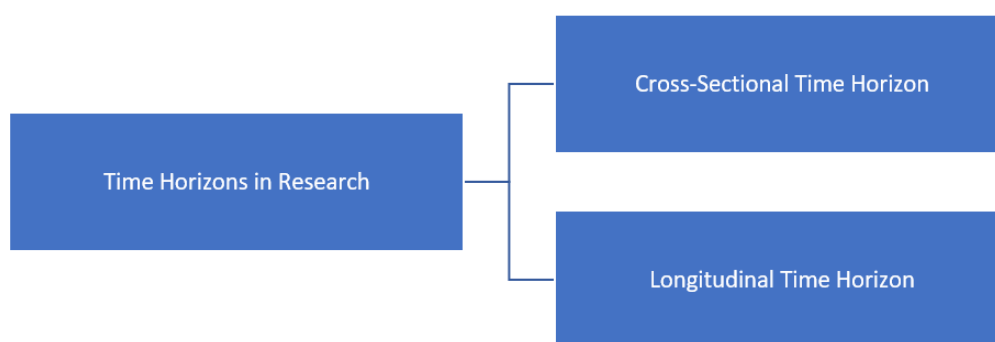 Time Horizons in Research
Cross-Sectional Time Horizon
Longitudinal Time Horizon